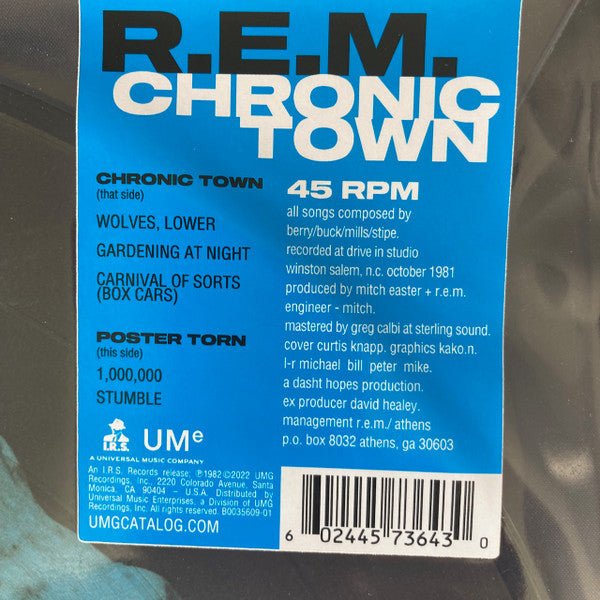 R.E.M.
CHRONIC
TOWN
CHRONIC TOWN
(that side)
WOLVES, LOWER
GARDENING AT NIGHT
CARNIVAL OF SORTS
(BOX CARS)
POSTER TORN
(this side)
1,000,000
STUMBLE
45 RPM
all songs composed by
berry/buck/mills/stipe.
recorded at drive in studio
winston salem, n.c. october 1981
produced by mitch easter + r.e.m.
engineer - mitch.
mastered by greg calbi at sterling sound.
cover curtis knapp. graphics kako.n.
l-r michael bill peter mike.
a dasht hopes production.
ex producer david healey.
management r.e.m./ athens
p.o. box 8032 athens, ga 30603
I.R.S.
UMe
A UNIVERSAL MUSIC COMPANY
An I.R.S. Records release: ℗1982©2022 UMG
Recordings, Inc. 2220 Colorado Avenue, Santa
Monica, CA 90404 – U.S.A. Distributed by
Universal Music Enterprises, a Division of UMG
Recordings, Inc. All rights reserved. B0035609-01
UMGCATALOG.COM
6 02445 73643 0